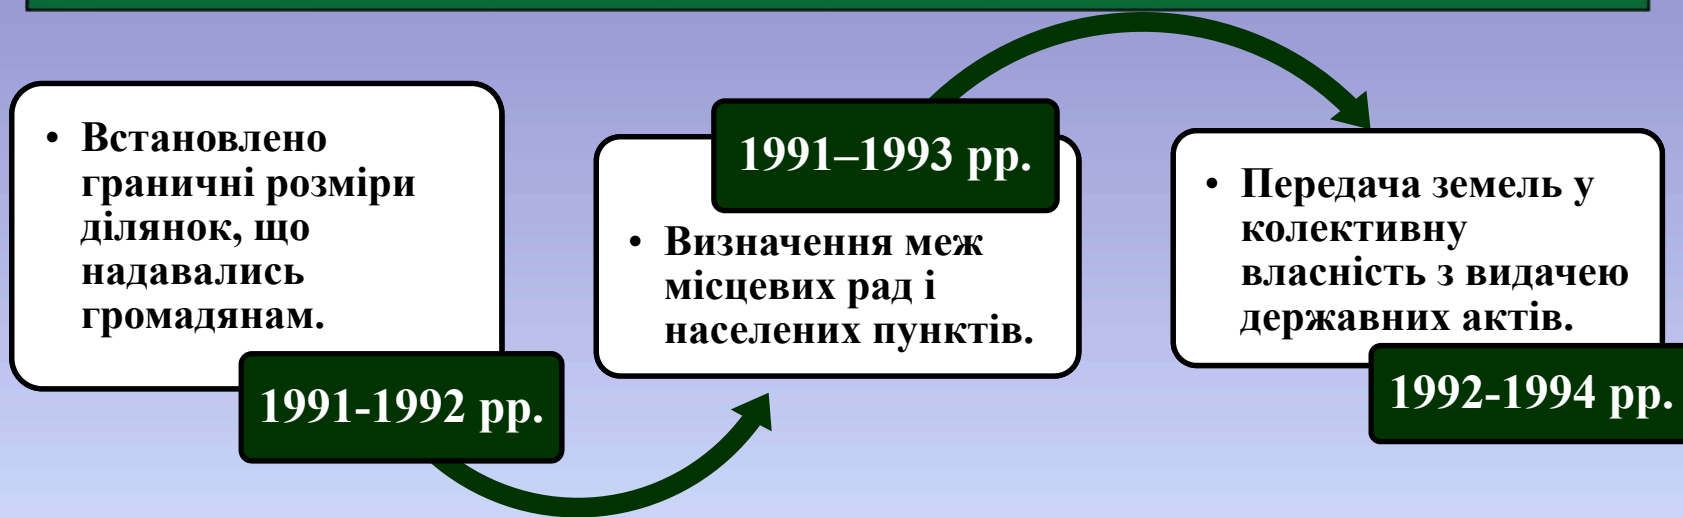 • Встановлено
граничні розміри
ділянок, що
надавались
громадянам.
1991-1992 рр.
1991–1993 рр.
• Визначення меж
місцевих рад і
населених пунктів.
• Передача земель у
колективну
власність з видачею
державних актів.
1992-1994 рр.